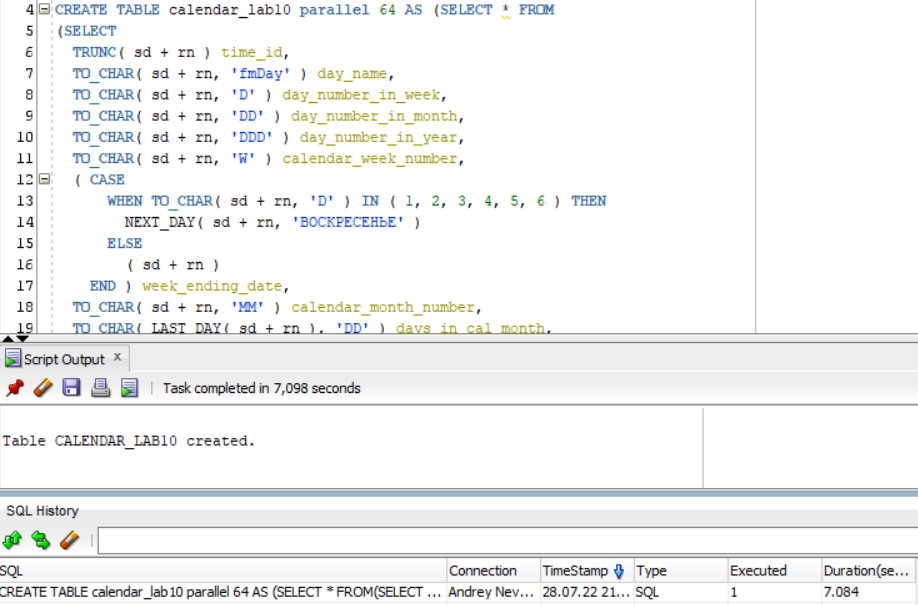 4 CREATE TABLE calendar_lab10 parallel 64 AS (SELECT * FROM
5 (SELECT
6 TRUNC( sd + rn ) time_id,
7 TO_CHAR( sd + rn, 'fmDay' ) day_name,
8 TO_CHAR( sd + rn, 'D' ) day_number_in_week,
9 TO_CHAR( sd + rn, 'DD' ) day_number_in_month,
10 TO_CHAR( sd + rn, 'DDD' ) day_number_in_year,
11 TO_CHAR( sd + rn, 'W' ) calendar_week_number,
12 ( CASE
13 WHEN TO_CHAR( sd + rn, 'D' ) IN ( 1, 2, 3, 4, 5, 6 ) THEN
14 NEXT_DAY( sd + rn, 'ВОСКРЕСЕНЬЕ' )
15 ELSE
16 ( sd + rn )
17 END ) week_ending_date,
18 TO_CHAR( sd + rn, 'MM' ) calendar_month_number,
19 TO_CHAR( LAST_DAY( sd + rn ), 'DD' ) days_in_cal_month,
Script Output x
Task completed in 7,098 seconds
Table CALENDAR_LAB10 created.
SQL History
SQL Connection TimeStamp Type Executed Duration(se...
CREATE TABLE calendar_lab10 parallel 64 AS (SELECT * FROM(SELECT ... Andrey Nev... 28.07.22 21... SQL 1 7.084